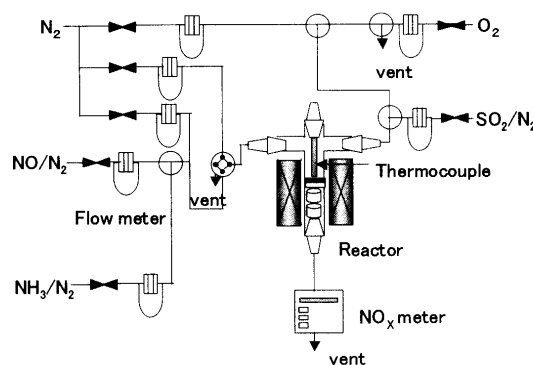 N₂
O₂
vent
SO₂/N₂
NO/N₂
Thermocouple
vent
Flow meter
Reactor
NH₃/N₂
NOₓ meter
vent